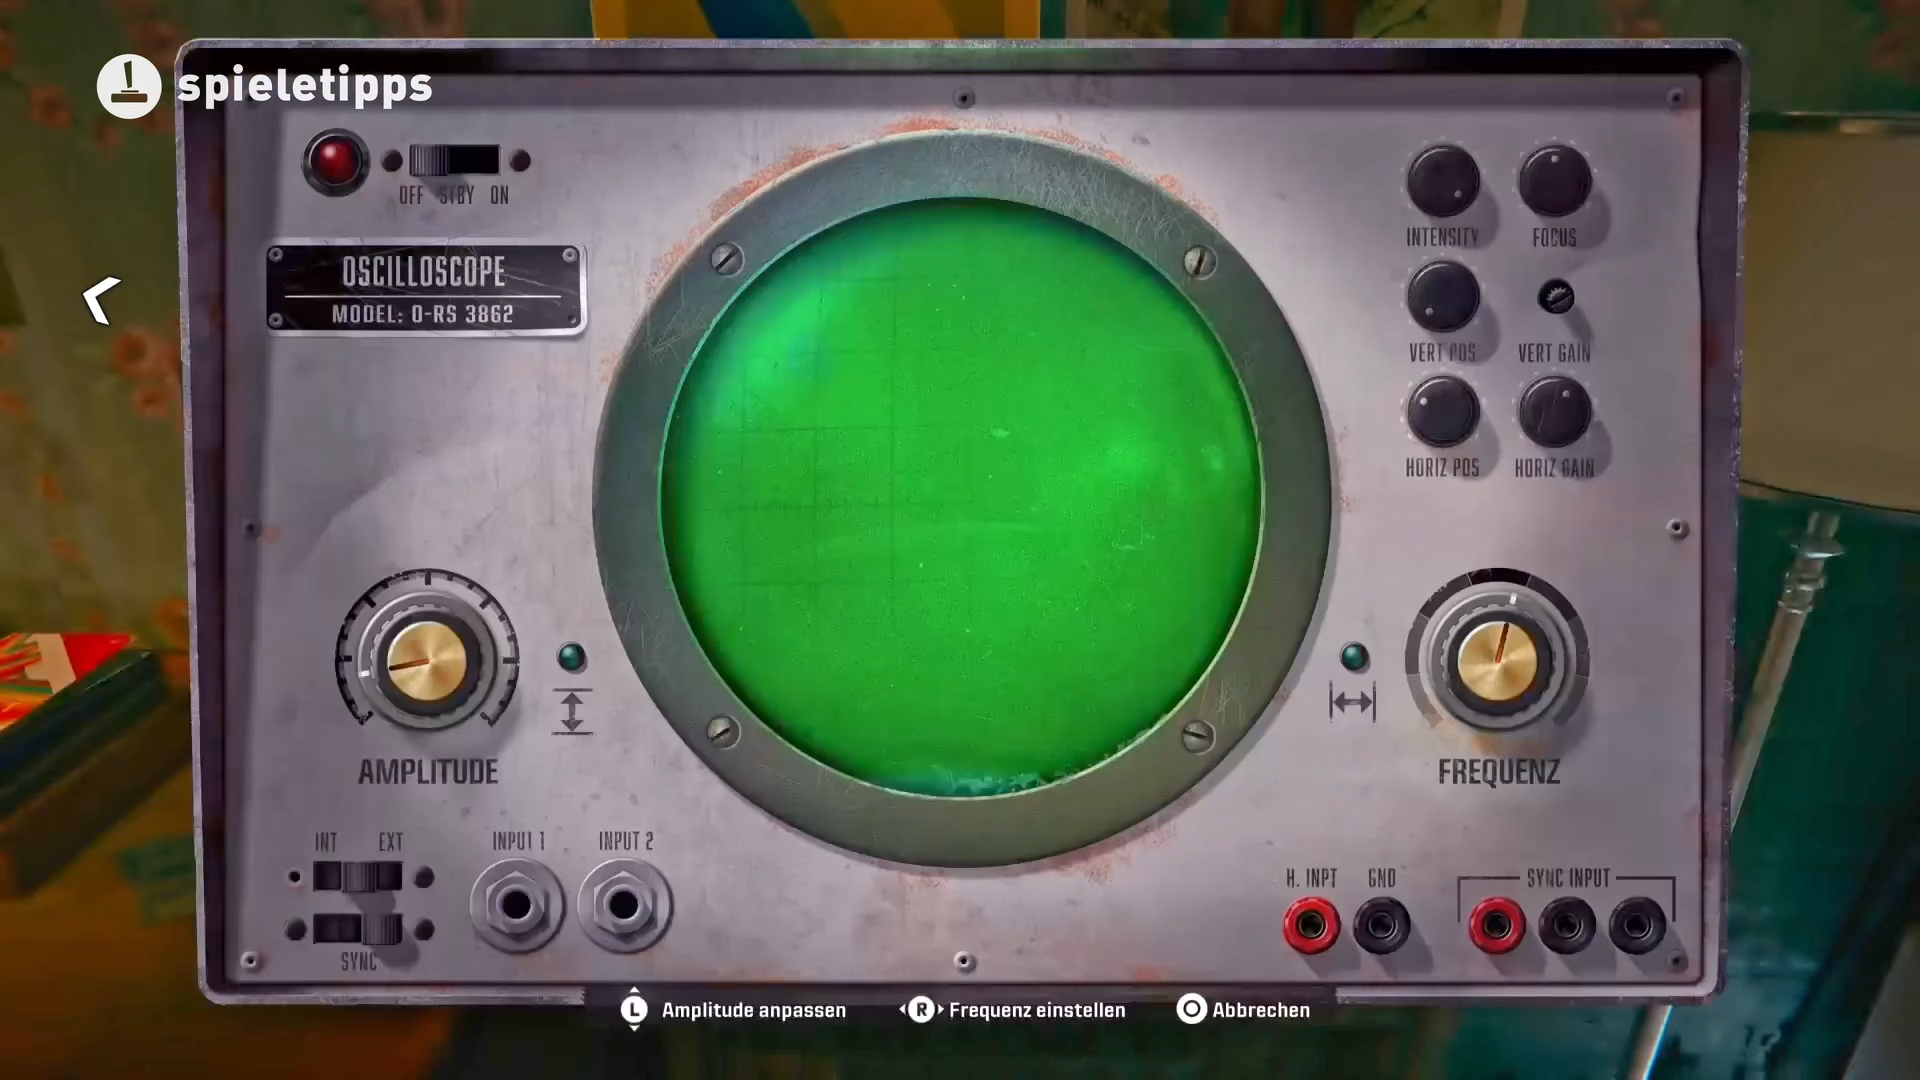 spieletipps
OFF STBY ON
OSCILLOSCOPE
MODEL: O-RS 3862
INTENSITY FOCUS
VERT POS VERT GAIN
HORIZ POS HORIZ GAIN
AMPLITUDE
FREQUENZ
INT EXT
INPUT 1 INPUT 2
SYNC
H. INPT GND
SYNC INPUT
L Amplitude anpassen R Frequenz einstellen Abbrechen